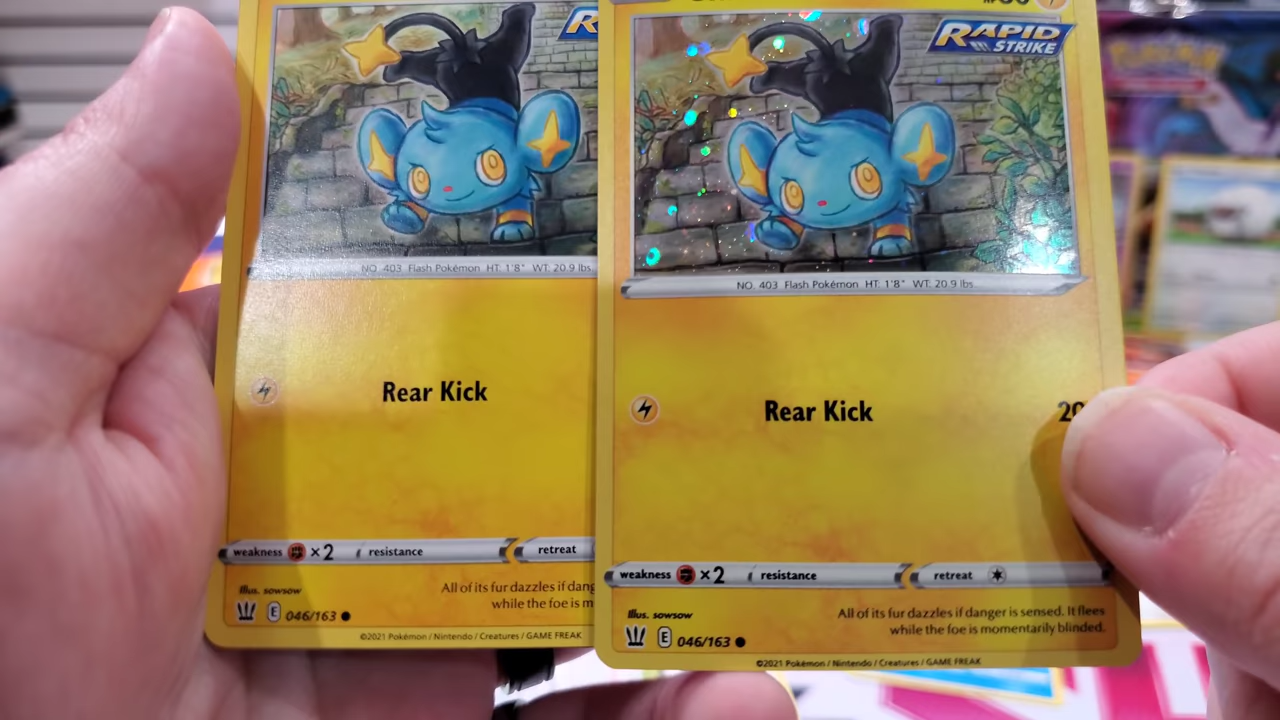 R
NO. 403 Flash Pokémon HT: 1'8" WT: 20.9 lbs
Rear Kick
weakness ×2 resistance retreat
Illus. sowsow
All of its fur dazzles if dang
while the foe is m
E 046/163
©2021 Pokémon / Nintendo / Creatures / GAME FREAK
RAPID
STRIKE
NO. 403 Flash Pokémon HT: 1'8" WT: 20.9 lbs.
Rear Kick 20
weakness ×2 resistance retreat
Illus. sowsow
All of its fur dazzles if danger is sensed. It flees
while the foe is momentarily blinded.
E 046/163
©2021 Pokémon / Nintendo / Creatures / GAME FREAK
POKéMON